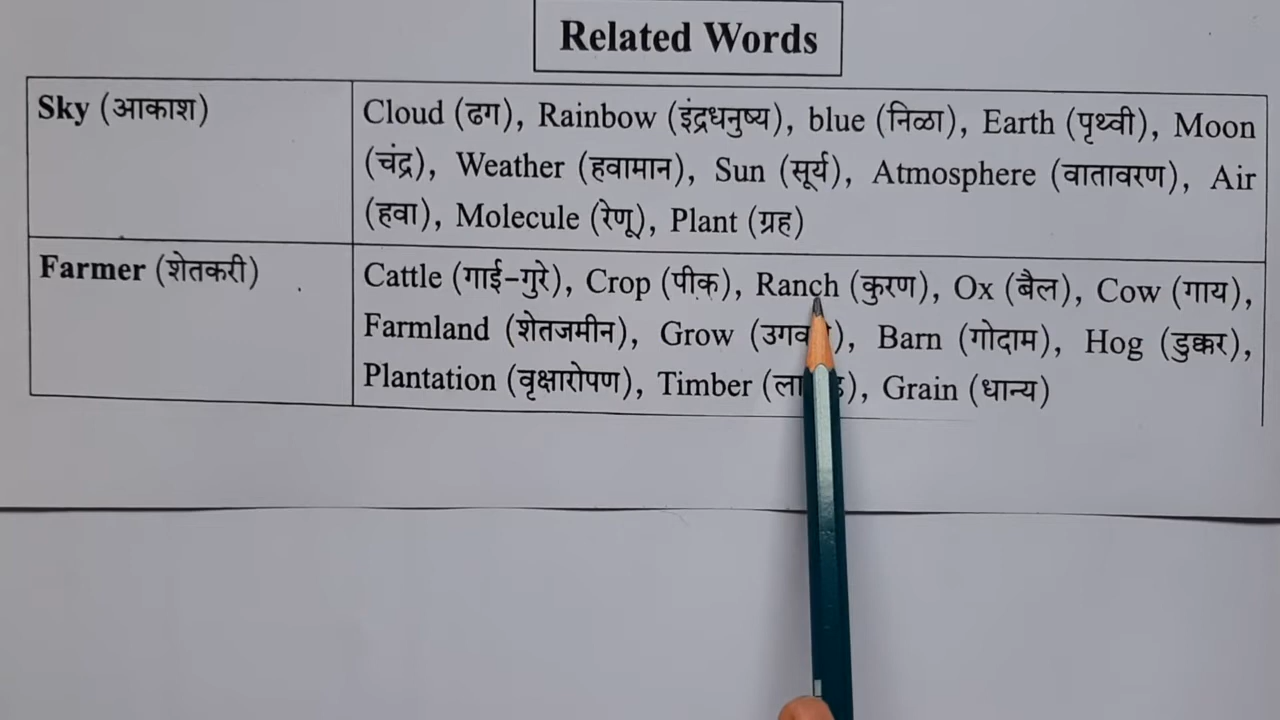 Related Words
Sky (आकाश)
Cloud (ढग), Rainbow (इंद्रधनुष्य), blue (निळा), Earth (पृथ्वी), Moon
(चंद्र), Weather (हवामान), Sun (सूर्य), Atmosphere (वातावरण), Air
(हवा), Molecule (रेणू), Plant (ग्रह)
Farmer (शेतकरी)
Cattle (गाई-गुरे), Crop (पीक), Ranch (कुरण), Ox (बैल), Cow (गाय),
Farmland (शेतजमीन), Grow Barn (गोदाम), Hog (डुक्कर),
Plantation (वृक्षारोपण), Timber Grain (धान्य)